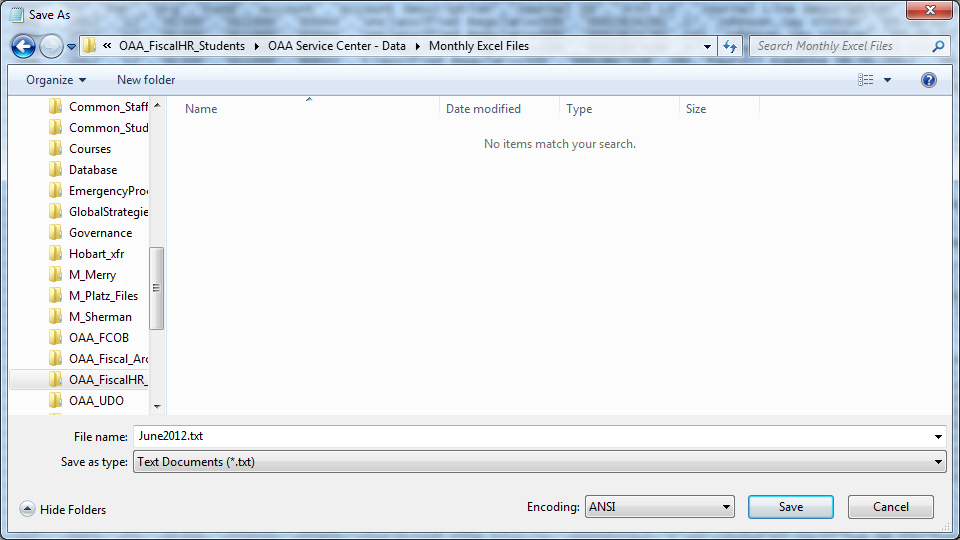 Save As
« OAA_FiscalHR_Students OAA Service Center - Data Monthly Excel Files Search Monthly Excel Files
Organize New folder
Name Date modified Type Size
No items match your search.
Common_Staff
Common_Stud
Courses
Database
EmergencyProc
GlobalStrategie
Governance
Hobart_xfr
M_Merry
M_Platz_Files
M_Sherman
OAA_FCOB
OAA_Fiscal_Arc
OAA_FiscalHR_
OAA_UDO
File name: June2012.txt
Save as type: Text Documents (*.txt)
Hide Folders Encoding: ANSI Save Cancel